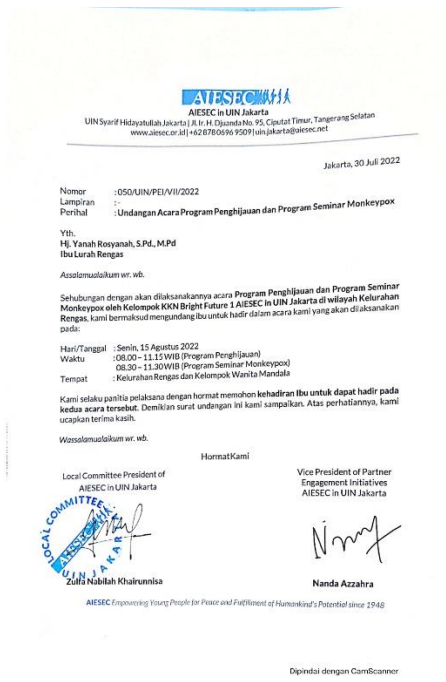 AIESEC
AIESEC in UIN Jakarta
UIN Syarif Hidayatullah Jakarta | Jl. Ir. H. Djuanda No. 95, Ciputat Timur, Tangerang Selatan
www.aiesec.or.id | +62 878 0696 9509 | uin.jakarta@aiesec.net
Jakarta, 30 Juli 2022
Nomor : 050/UIN/PEI/VII/2022
Lampiran : -
Perihal : Undangan Acara Program Penghijauan dan Program Seminar Monkeypox
Yth.
Hj. Yanah Rosyanah, S.Pd., M.Pd
Ibu Lurah Rengas
Assalamualaikum wr. wb.
Sehubungan dengan akan dilaksanakannya acara Program Penghijauan dan Program Seminar
Monkeypox oleh Kelompok KKN Bright Future 1 AIESEC in UIN Jakarta di wilayah Kelurahan
Rengas, kami bermaksud mengundang ibu untuk hadir dalam acara kami yang akan dilaksanakan
pada:
Hari/Tanggal : Senin, 15 Agustus 2022
Waktu : 08.00 – 11.15 WIB (Program Penghijauan)
08.30 – 11.30 WIB (Program Seminar Monkeypox)
Tempat : Kelurahan Rengas dan Kelompok Wanita Mandala
Kami selaku panitia pelaksana dengan hormat memohon kehadiran Ibu untuk dapat hadir pada
kedua acara tersebut. Demikian surat undangan ini kami sampaikan. Atas perhatiannya, kami
ucapkan terima kasih.
Wassalamualaikum wr. wb.
Hormat Kami
Local Committee President of
AIESEC in UIN Jakarta
LOCAL COMMITTEE
AIESEC
UIN JAKARTA
Zulfa Nabilah Khairunnisa
Vice President of Partner
Engagement Initiatives
AIESEC in UIN Jakarta
Nanda Azzahra
AIESEC Empowering Young People for Peace and Fulfillment of Humankind's Potential since 1948
Dipindai dengan CamScanner